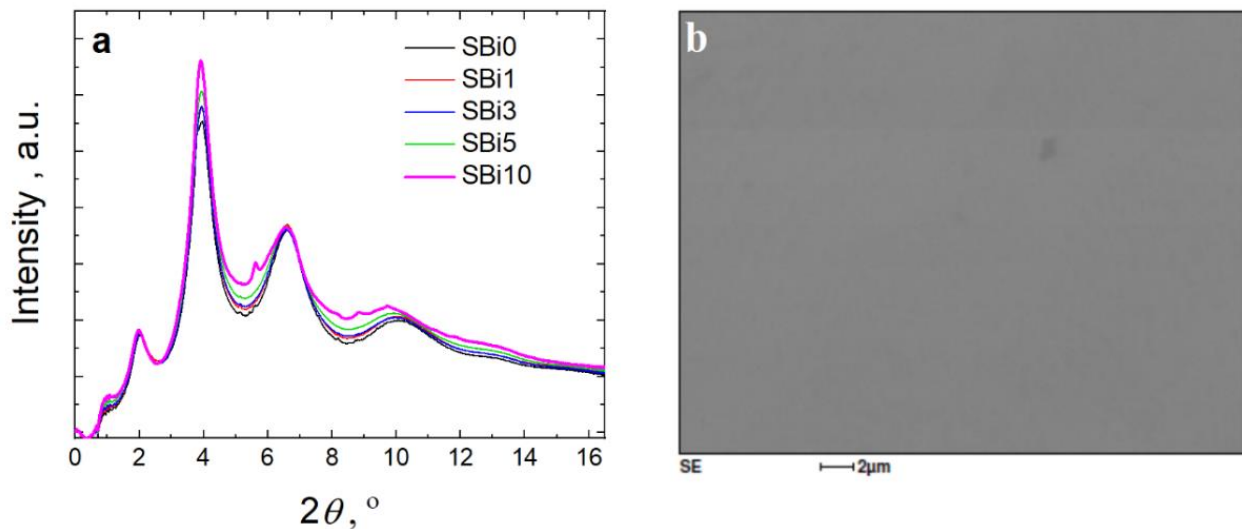 a
SBi0
SBi1
SBi3
SBi5
SBi10
Intensity , a.u.
0 2 4 6 8 10 12 14 16
2θ, °
b
SE 2μm